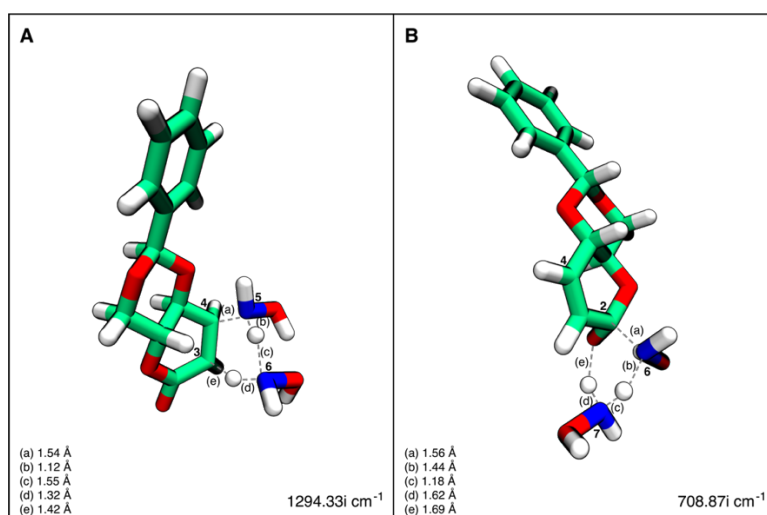 A
4
5
(a)
(b)
(c)
3
6
(e)
(d)
(a) 1.54 Å
(b) 1.12 Å
(c) 1.55 Å
(d) 1.32 Å
(e) 1.42 Å
1294.33i cm⁻¹
B
4
2
(a)
(b)
6
(e)
(d)
(c)
7
(a) 1.56 Å
(b) 1.44 Å
(c) 1.18 Å
(d) 1.62 Å
(e) 1.69 Å
708.87i cm⁻¹